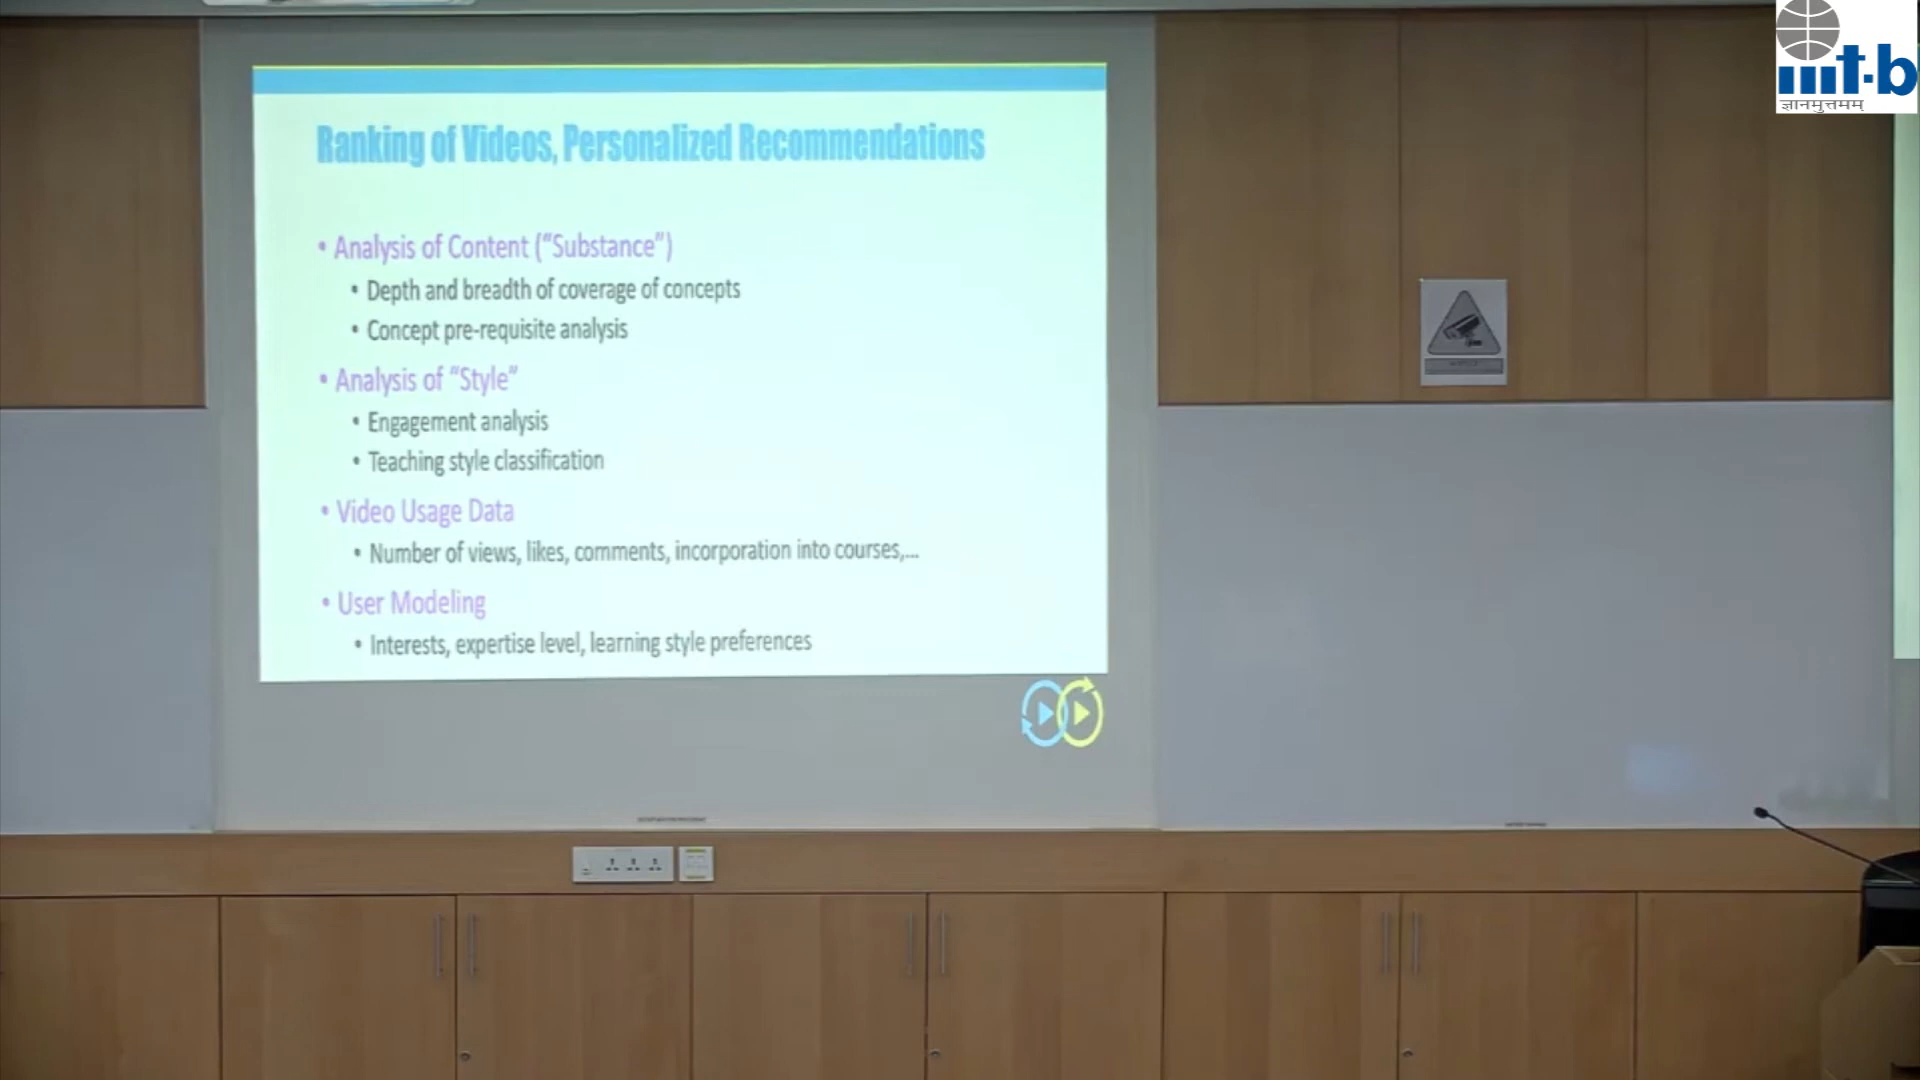 iiit-b
ज्ञानमुत्तमम्
Ranking of Videos, Personalized Recommendations
• Analysis of Content (“Substance”)
• Depth and breadth of coverage of concepts
• Concept pre-requisite analysis
• Analysis of “Style”
• Engagement analysis
• Teaching style classification
• Video Usage Data
• Number of views, likes, comments, incorporation into courses,...
• User Modeling
• Interests, expertise level, learning style preferences